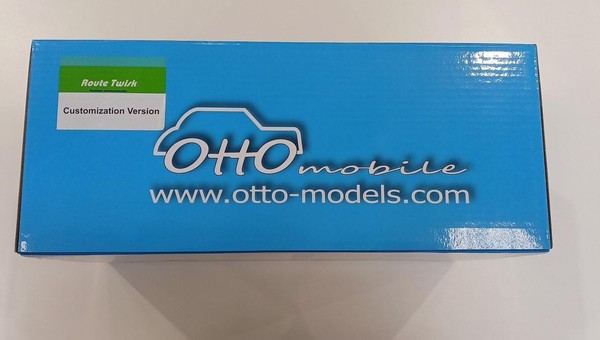 Route Twisk
Customization Version
OttO mobile
www.otto-models.com